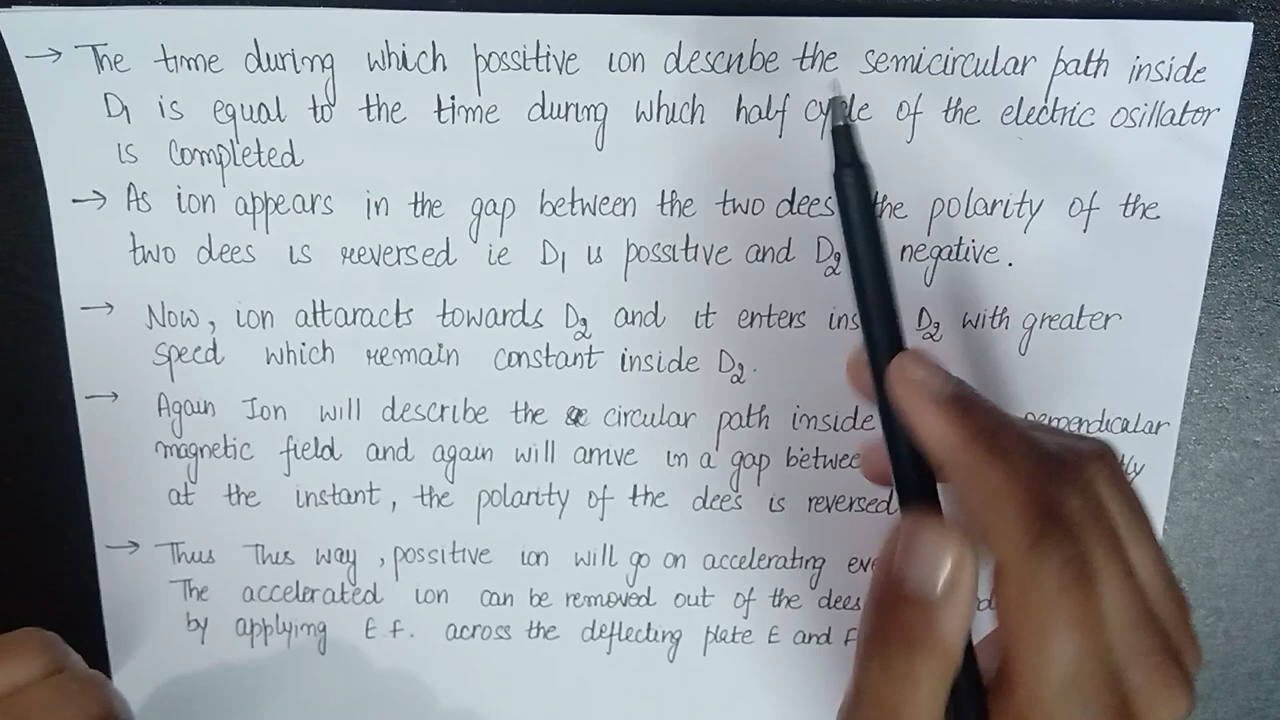 → The time during which possitive ion describe the semicircular path inside
D1 is equal to the time during which half cycle of the electric osillator
is completed
→ As ion appears in the gap between the two dees the polarity of the
two dees is reversed ie D1 is possitive and D2 negative.
→ Now, ion attaracts towards D2 and it enters ins D2 with greater
speed which remain constant inside D2.
→ Again Ion will describe the circular path inside perpendicular
magnetic field and again will arrive in a gap betwee
at the instant, the polarity of the dees is reversed
→ Thus This way, possitive ion will go on accelerating
The accelerated ion can be removed out of the dees
by applying E f. across the deflecting plate E and F